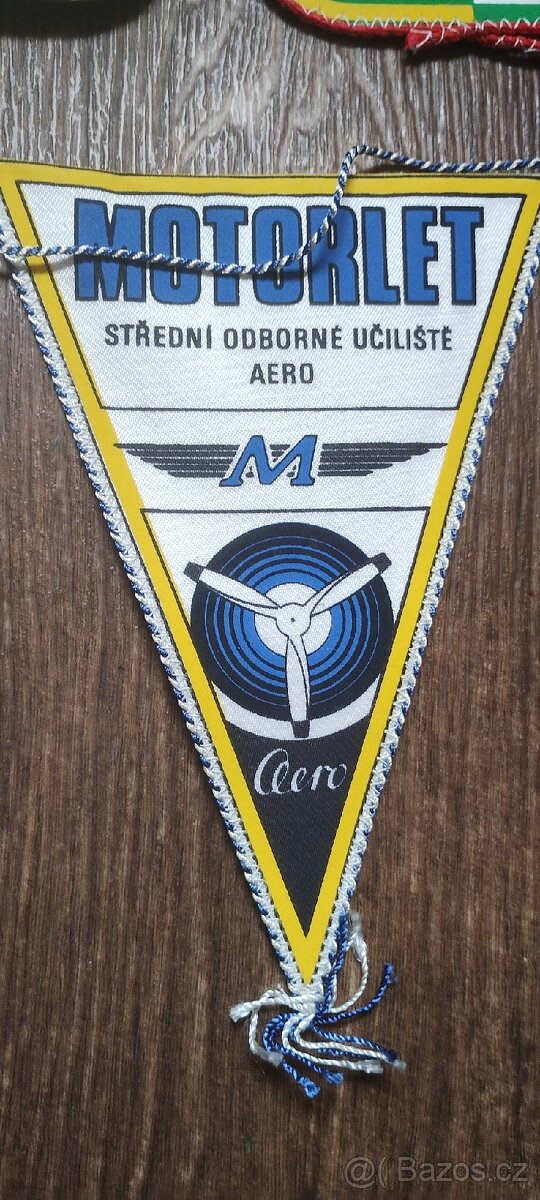 MOTORLET
STŘEDNÍ ODBORNÉ UČILIŠTĚ
AERO
M
Aero
@( Bazos.cz